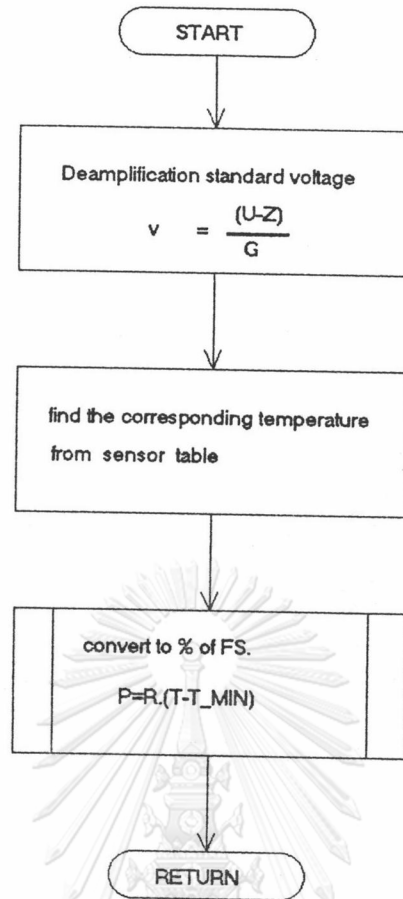 START
Deamplification standard voltage
v = (U-Z)
G
find the corresponding temperature
from sensor table
convert to % of FS.
P=R.(T-T_MIN)
RETURN